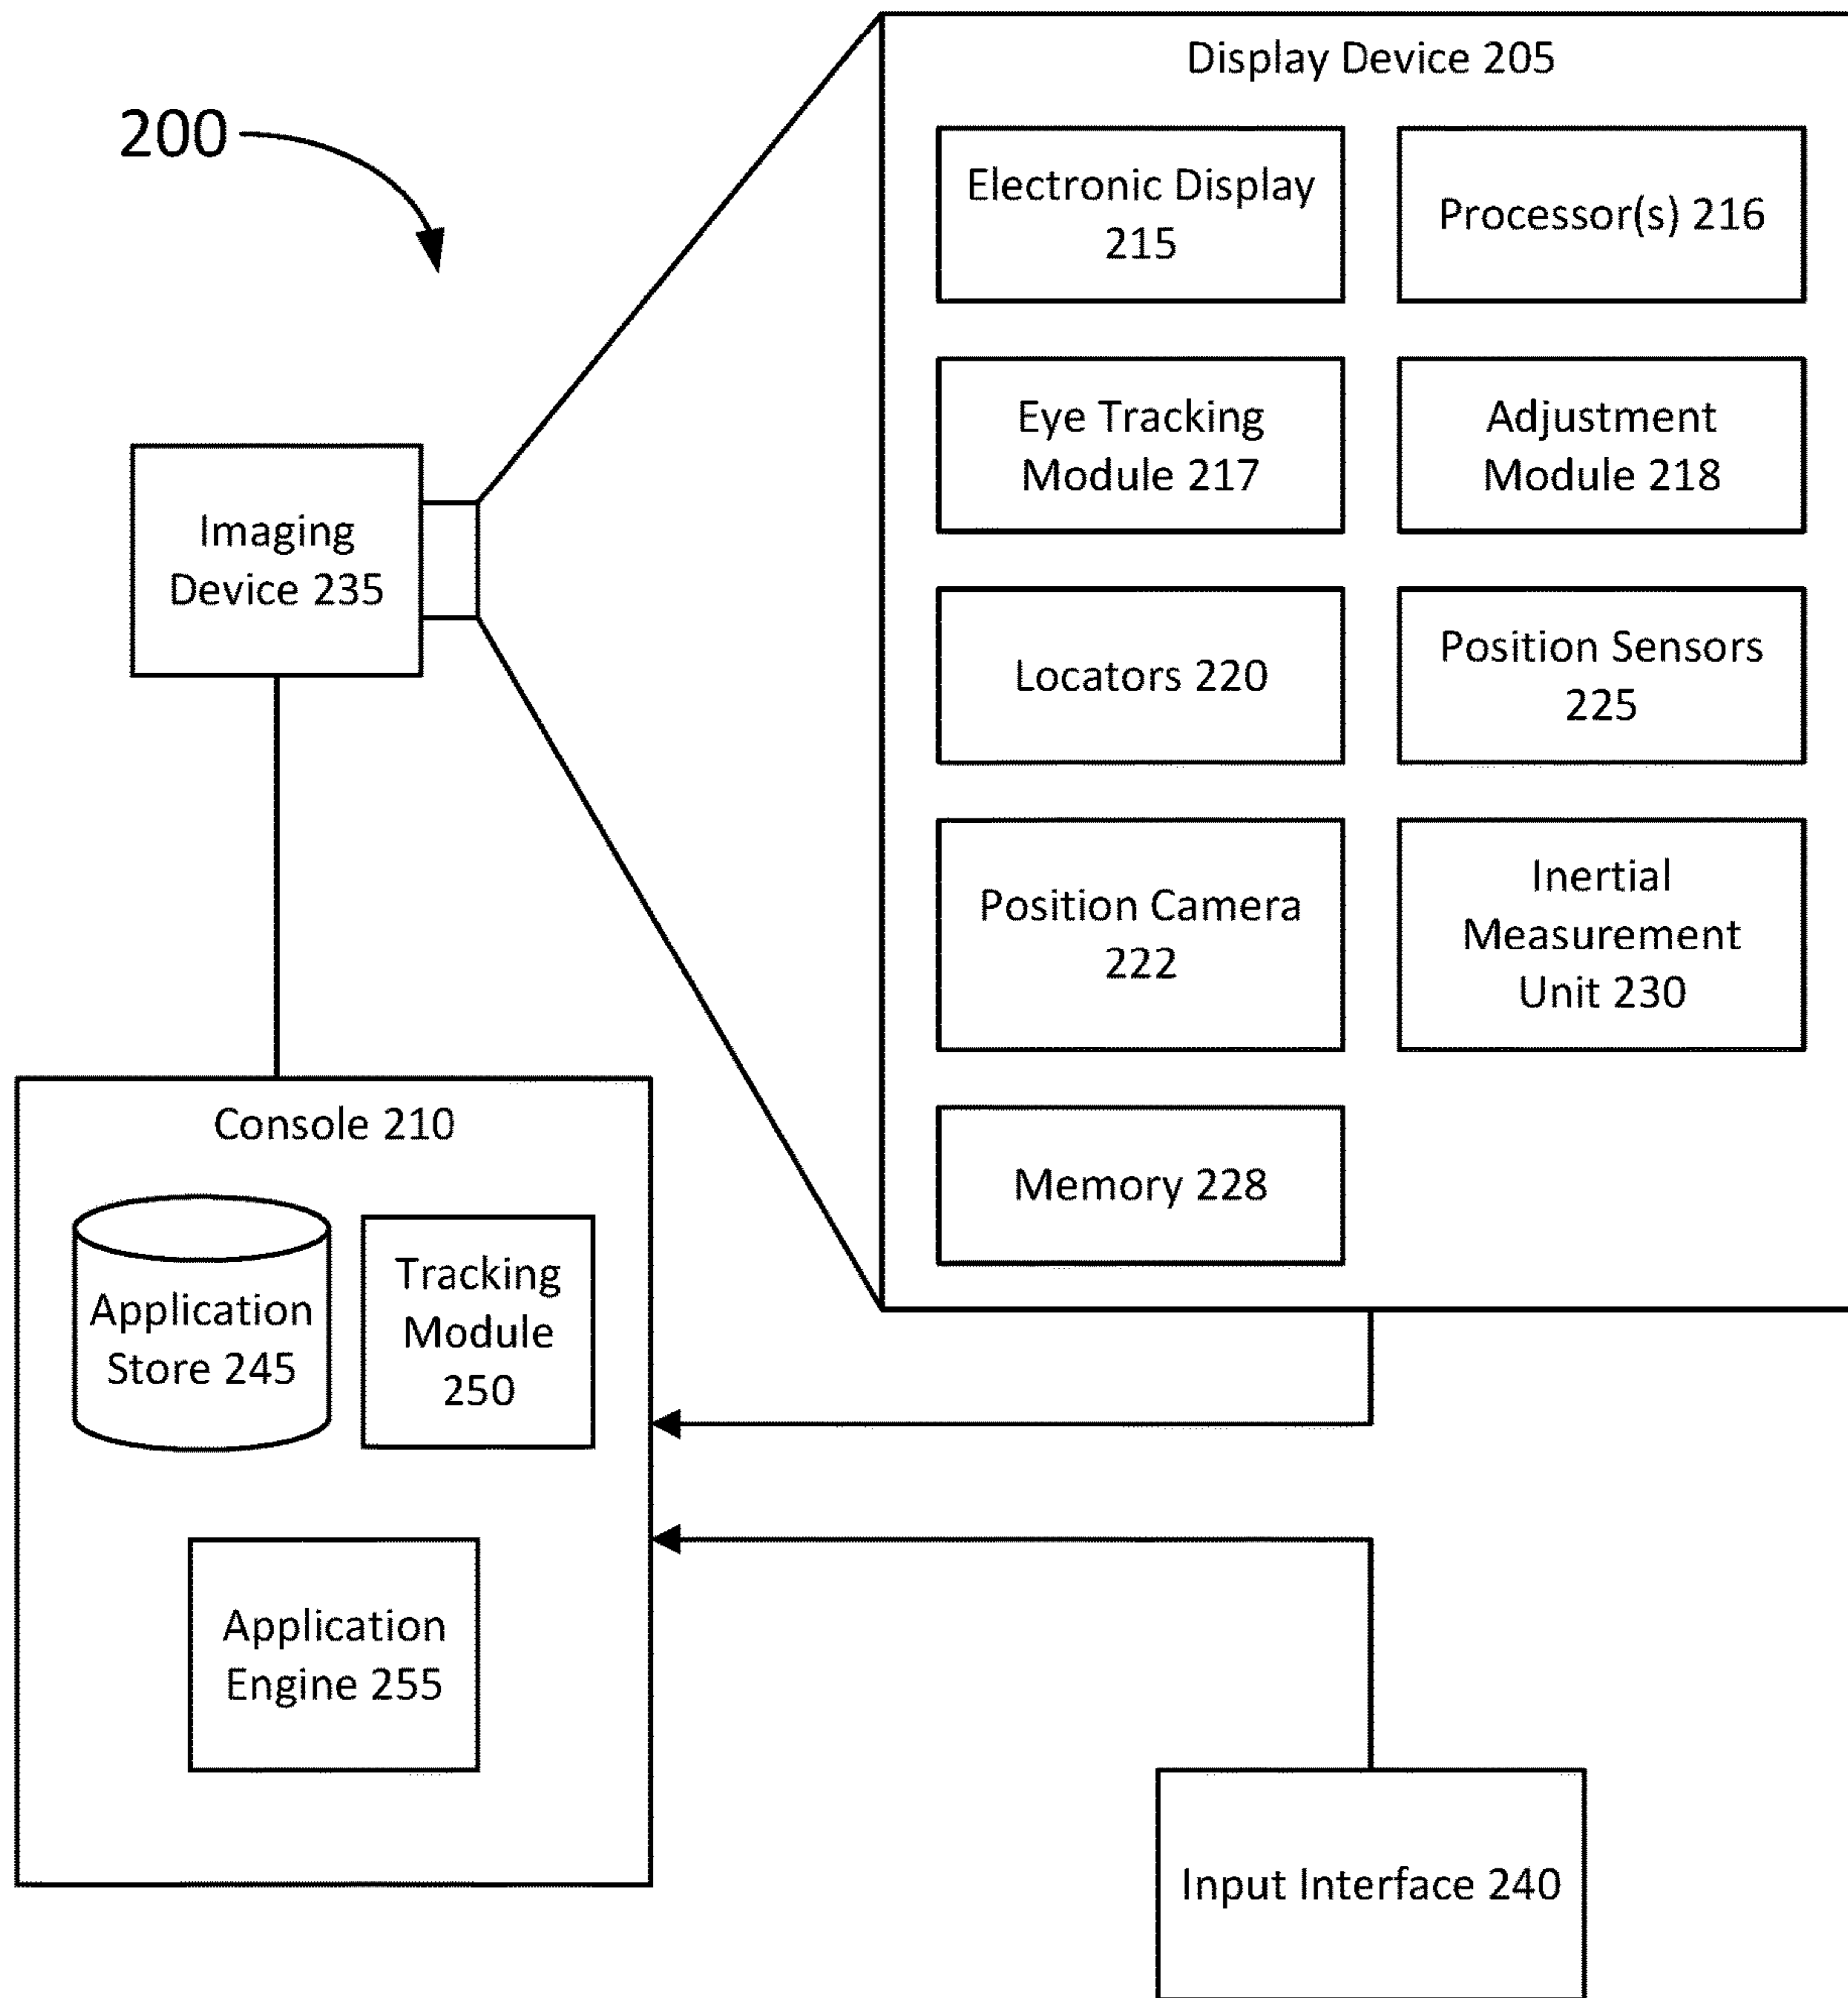 200
Display Device 205
Electronic Display
215
Processor(s) 216
Eye Tracking
Module 217
Adjustment
Module 218
Imaging
Device 235
Locators 220
Position Sensors
225
Position Camera
222
Inertial
Measurement
Unit 230
Memory 228
Console 210
Application
Store 245
Tracking
Module
250
Application
Engine 255
Input Interface 240